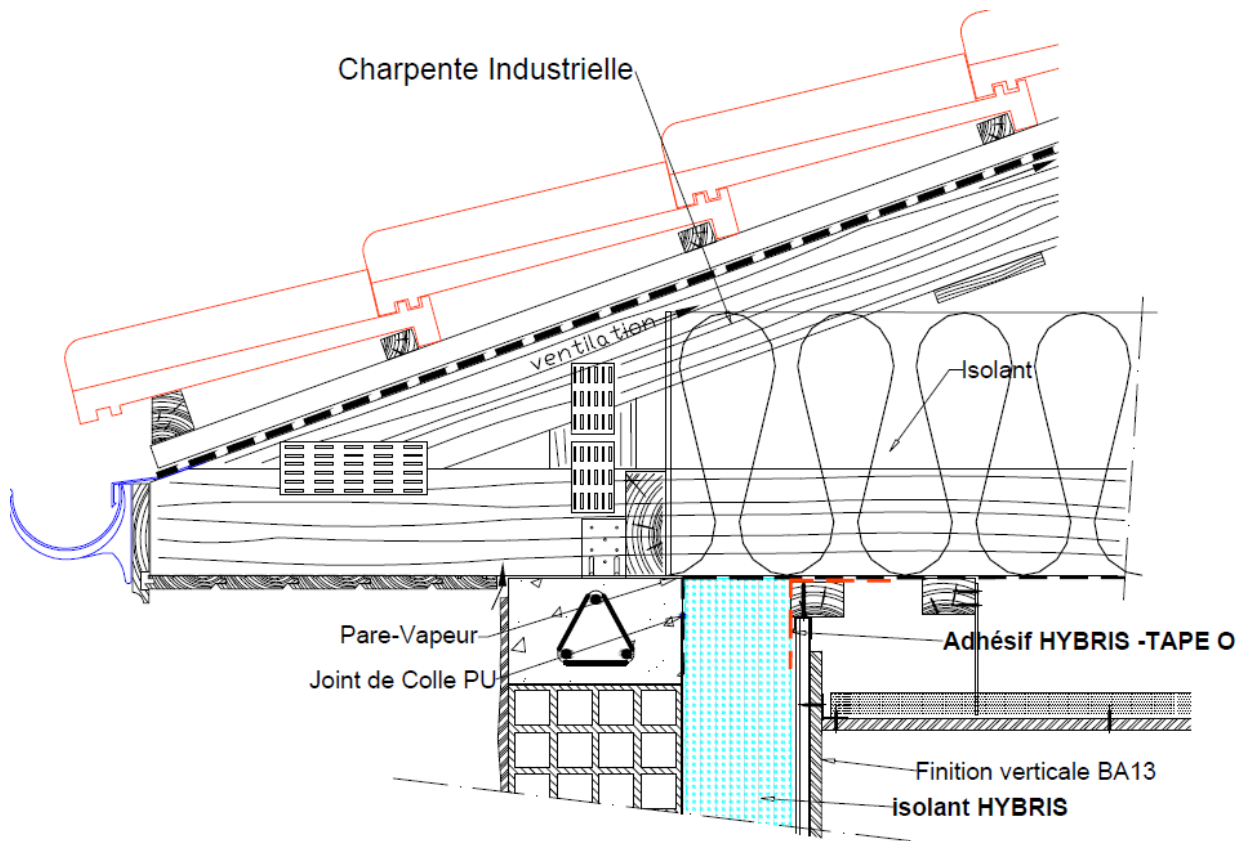 Charpente Industrielle
ventilation
Isolant
Pare-Vapeur
Adhésif HYBRIS -TAPE O
Joint de Colle PU
Finition verticale BA13
isolant HYBRIS